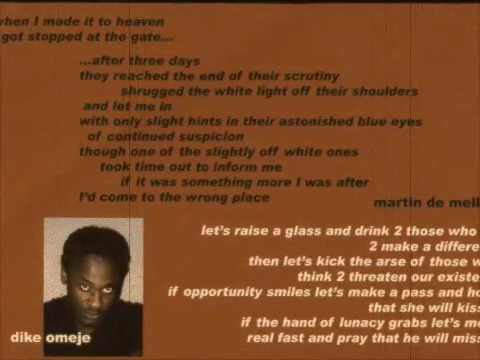 when I made it to heaven
got stopped at the gate...
...after three days
they reached the end of their scrutiny
shrugged the white light off their shoulders
and let me in
with only slight hints in their astonished blue eyes
of continued suspicion
though one of the slightly off white ones
took time out to inform me
if it was something more I was after
I'd come to the wrong place
martin de mell
let's raise a glass and drink 2 those who
2 make a differe
then let's kick the arse of those w
think 2 threaten our existe
if opportunity smiles let's make a pass and ho
that she will kiss
if the hand of lunacy grabs let's mo
real fast and pray that he will miss
dike omeje